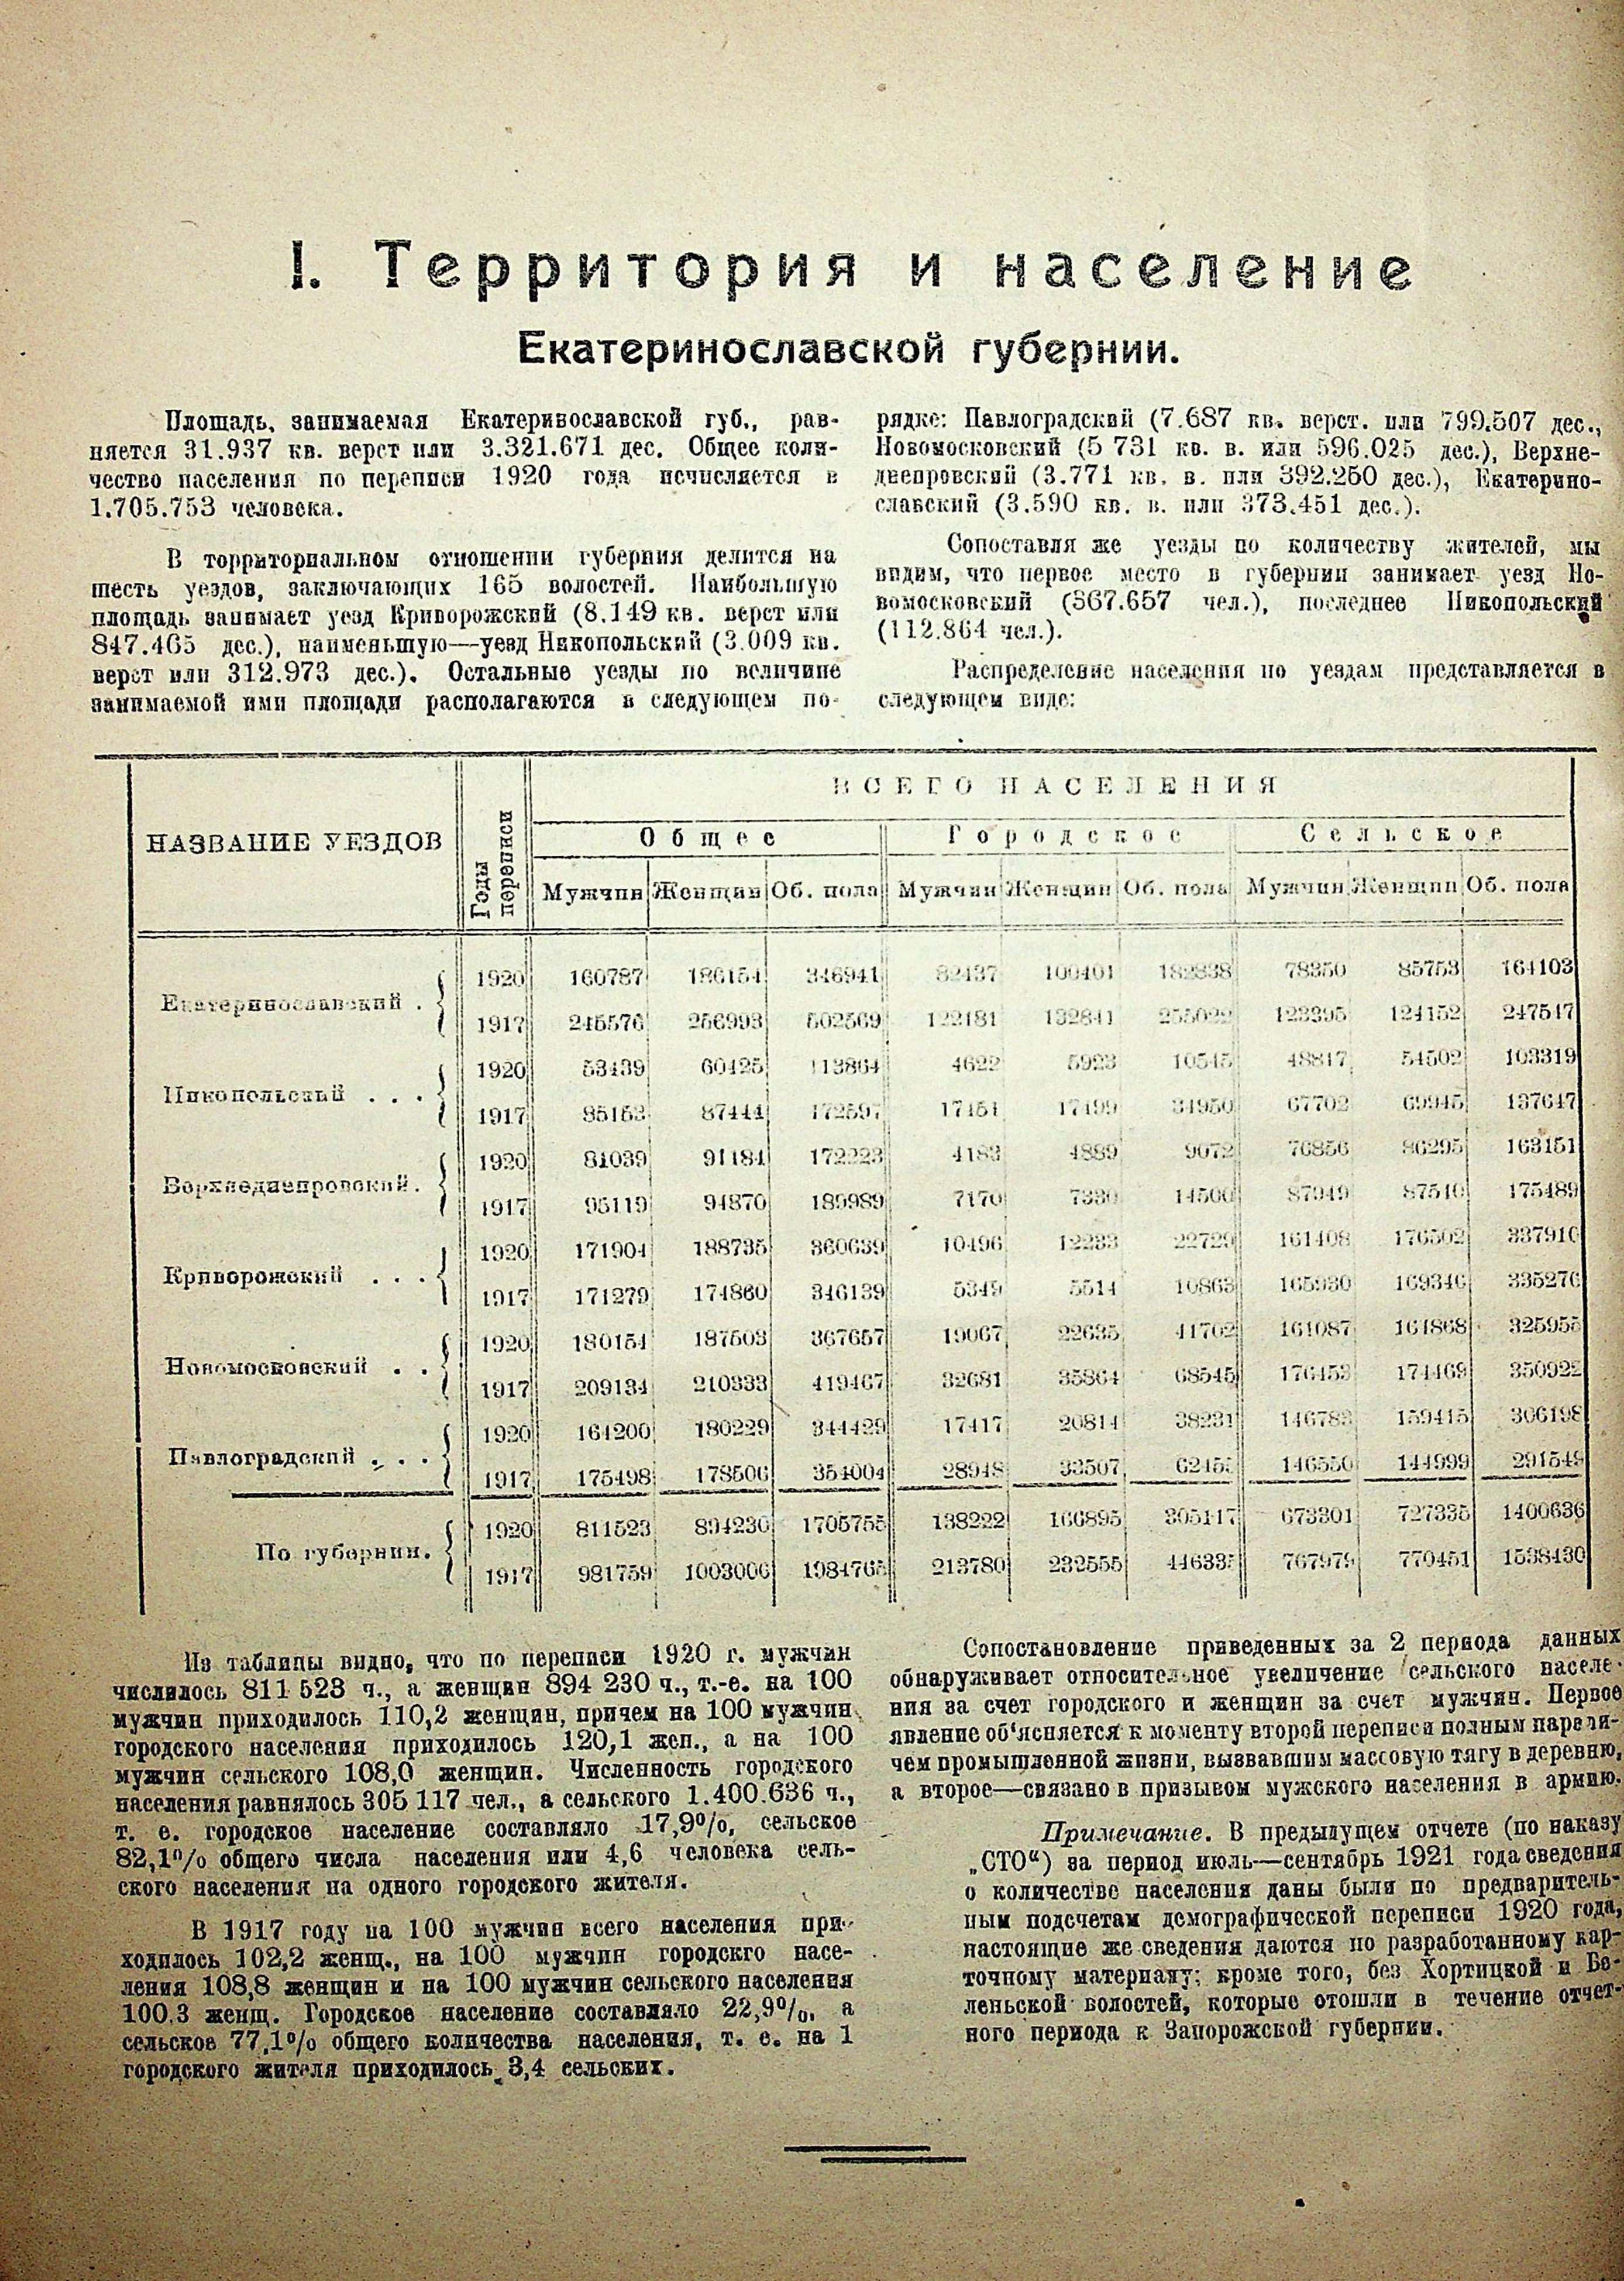 I. Территория и население
Екатеринославской губернии.
Площадь, занимаемая Екатеринославской губ., рав-
няется 31.937 кв. верст или 3.321.671 дес. Общее коли-
чество населения по переписи 1920 года исчисляется в
1.705.753 человека.
В торриториальном отношении губерния делится на
шесть уездов, заключающих 165 волостей. Наибольшую
площадь занимает уезд Криворожский (8.149 кв. верст или
847.465 дес.), наименьшую—уезд Никопольский (3.009 кв.
верст или 312.973 дес.). Остальные уезды по величине
занимаемой ими площади располагаются в следующем по-
рядке: Павлоградский (7.687 кв. верст. или 799.507 дес.,
Новомосковский (5 731 кв. в. или 596.025 дес.), Верхне-
днепровский (3.771 кв. в. или 392.250 дес.), Екатерино-
славский (3.590 кв. в. или 373.451 дес.).
Сопоставля же уезды по количеству жителей, мы
видим, что первое место в губернии занимает уезд Но-
вомосковский (367.657 чел.), последнее Никопольский
(112.864 чел.).
Распределение населения по уездам представляется в
следующем виде:
ВСЕГО НАСЕЛЕНИЯ
НАЗВАНИЕ УЕЗДОВ Годы переписи Общее Городское Сельское
Мужчин Женщин Об. пола Мужчин Женщин Об. пола Мужчин Женщин Об. пола
Екатеринославский . 1920 160787 186154 346941 82437 100401 182838 78350 85753 164103
1917 245576 256993 502569 122181 132841 255022 123395 124152 247547
Никопольский . . . 1920 53439 60425 113864 4622 5923 10545 48817 54502 103319
1917 85153 87444 172597 17451 17499 34950 67702 69945 137647
Верхнеднепровский. 1920 81039 91184 172223 4183 4889 9072 76856 86295 163151
1917 95119 94870 189989 7170 7330 14500 87949 87540 175489
Криворожский . . . 1920 171904 188735 360639 10496 12233 22729 161408 176502 337910
1917 171279 174860 346139 5349 5514 10863 165930 169346 335276
Новомосковский . . 1920 180154 187503 367657 19067 22635 41702 161087 164868 325955
1917 209134 210333 419467 32681 35864 68545 176453 174469 350922
Павлоградский . . . 1920 164200 180229 344429 17417 20814 38231 146783 159415 306198
1917 175498 178506 354004 28948 33507 62455 146550 144999 291549
По губернии. 1920 811523 894230 1705753 138222 166895 305117 673301 727335 1400636
1917 981759 1003006 1984765 213780 232555 446335 767979 770451 1538430
Из таблицы видно, что по переписи 1920 г. мужчин
числилось 811 523 ч., а женщин 894 230 ч., т.-е. на 100
мужчин приходилось 110,2 женщин, причем на 100 мужчин
городского населения приходилось 120,1 жен., а на 100
мужчин сельского 108,0 женщин. Численность городского
населения равнялось 305 117 чел., а сельского 1.400.636 ч.,
т. е. городское население составляло 17,9%, сельское
82,1% общего числа населения или 4,6 человека сель-
ского населения на одного городского жителя.
В 1917 году на 100 мужчин всего населения при-
ходилось 102,2 женщ., на 100 мужчин городскго насе-
ления 108,8 женщин и на 100 мужчин сельского населения
100,3 женщ. Городское население составляло 22,9%, а
сельское 77,1% общего количества населения, т. е. на 1
городского жителя приходилось 3,4 сельских.
Сопостановление приведенных за 2 периода данных
обнаруживает относительное увеличение сельского населе-
ния за счет городского и женщин за счет мужчин. Первое
явление об‘ясняется к моменту второй переписи полным парали-
чем промышленной жизни, вызвавшим массовую тягу в деревню,
а второе—связано в призывом мужского населения в армию.
Примечание. В предыдущем отчете (по наказу
„СТО“) за период июль—сентябрь 1921 года сведения
о количестве населения даны были по предваритель-
ным подсчетам демографической переписи 1920 года,
настоящие же сведения даются по разработанному кар-
точному материалу; кроме того, без Хортицкой и Бе-
леньской волостей, которые отошли в течение отчет-
ного периода к Запорожской губернии.